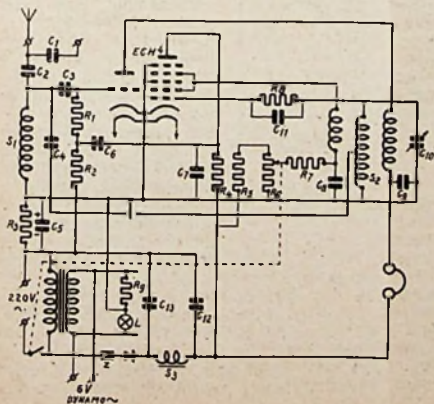 C1
ECH4
C2
C3
R1
R8
S1
C4
C6
C11
R2
C7
R4
R5
R6
R7
C8
S2
C10
C9
R3
C5
220V
~
R9
L
C13
C12
Z
S3
6V
DYNAMO~